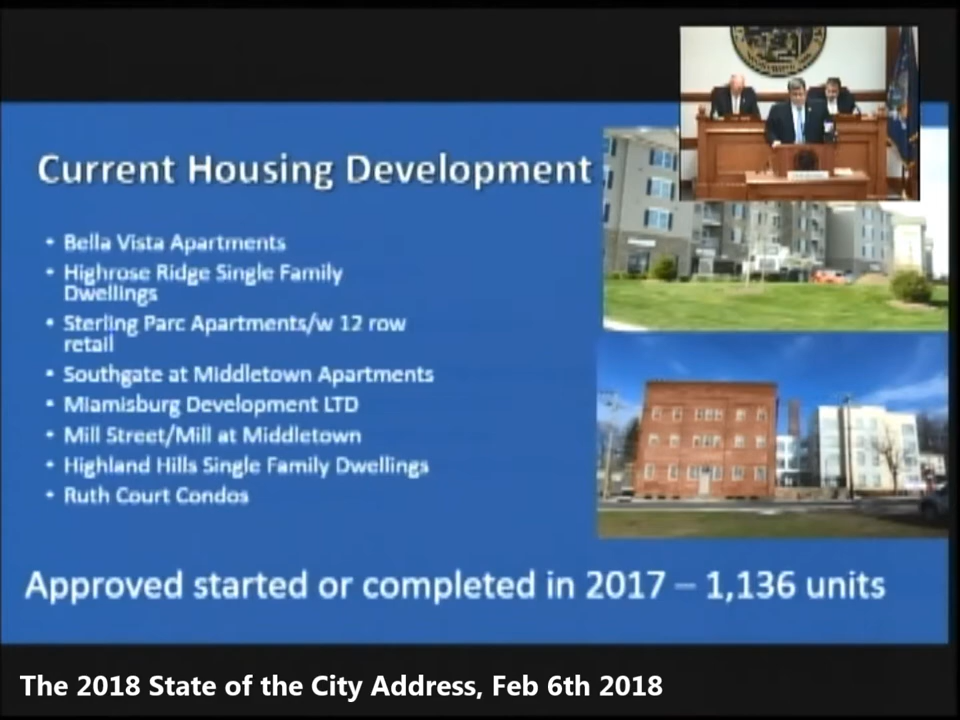 Current Housing Development
• Bella Vista Apartments
• Highrose Ridge Single Family
Dwellings
• Sterling Parc Apartments/w 12 row
retail
• Southgate at Middletown Apartments
• Miamisburg Development LTD
• Mill Street/Mill at Middletown
• Highland Hills Single Family Dwellings
• Ruth Court Condos
Approved started or completed in 2017 – 1,136 units
The 2018 State of the City Address, Feb 6th 2018